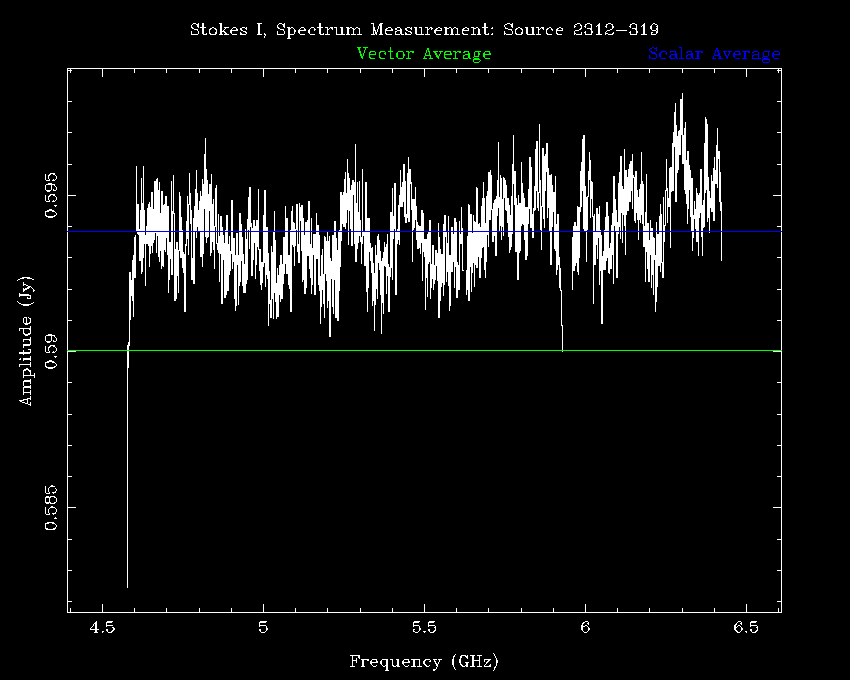 Stokes I, Spectrum Measurement: Source 2312−319
Vector Average
Scalar Average
0.595
0.59
0.585
Amplitude (Jy)
4.5 5 5.5 6 6.5
Frequency (GHz)